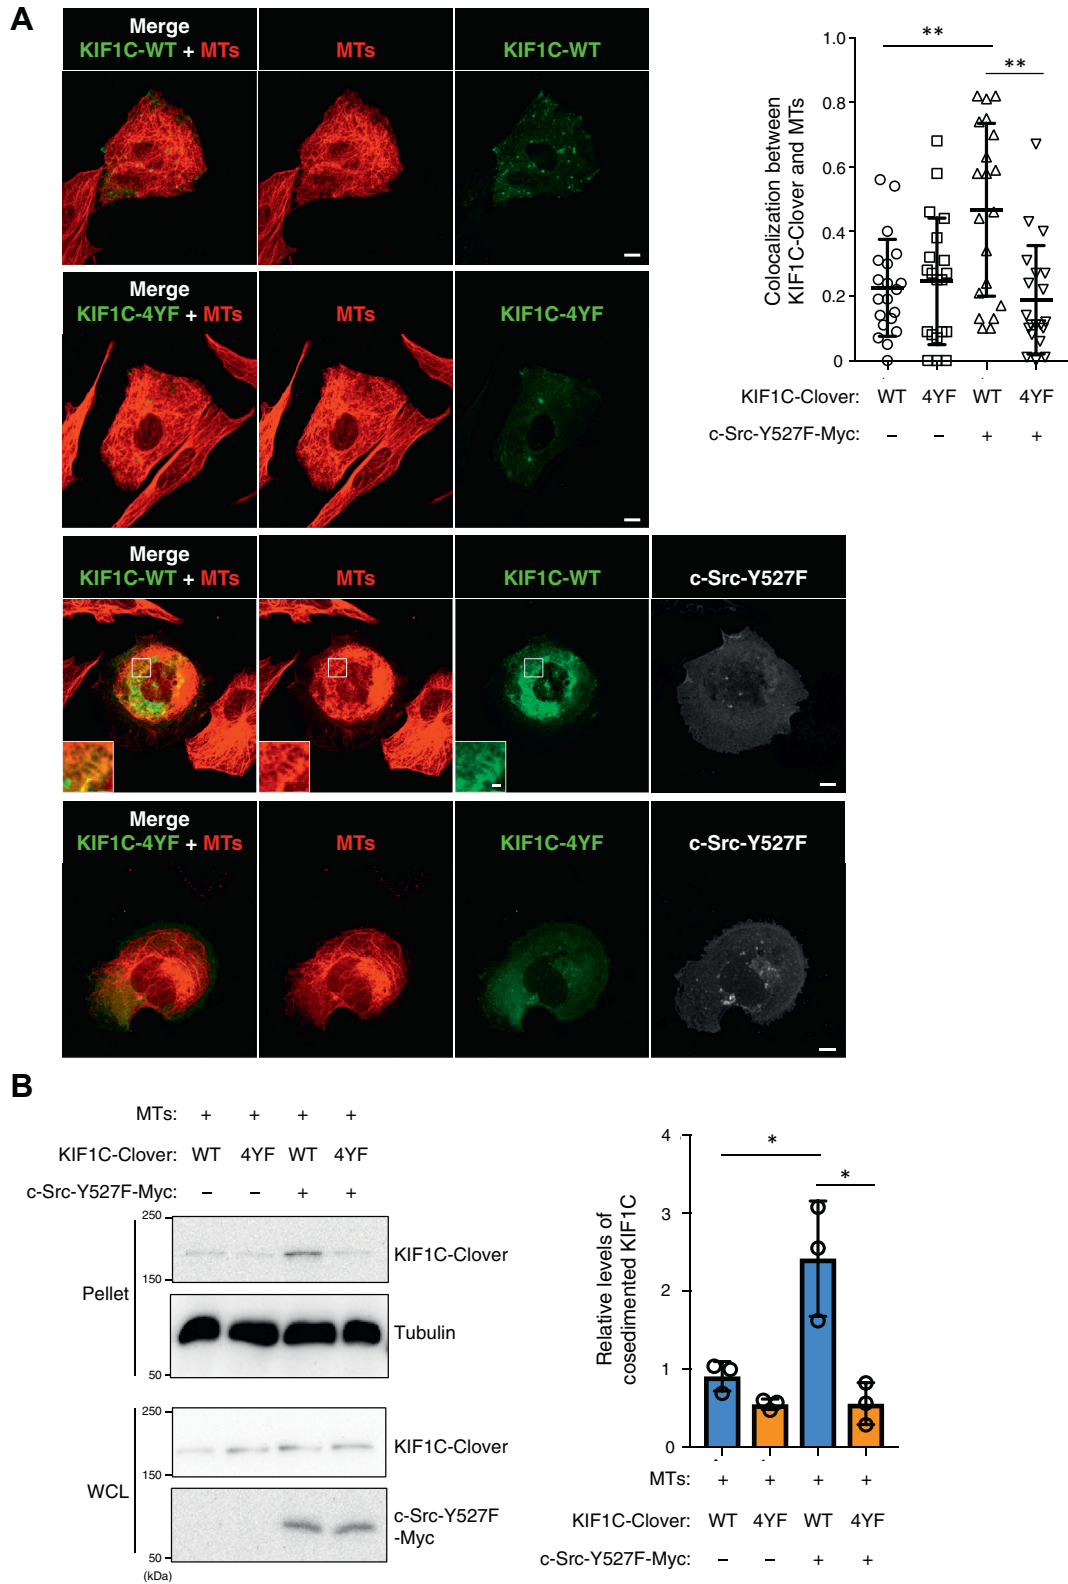 A
Merge
KIF1C-WT + MTs
MTs
KIF1C-WT
Merge
KIF1C-4YF + MTs
MTs
KIF1C-4YF
Merge
KIF1C-WT + MTs
MTs
KIF1C-WT
c-Src-Y527F
Merge
KIF1C-4YF + MTs
MTs
KIF1C-4YF
c-Src-Y527F
Colocalization between
KIF1C-Clover and MTs
1.0
0.8
0.6
0.4
0.2
0
**
**
KIF1C-Clover: WT 4YF WT 4YF
c-Src-Y527F-Myc: – – + +
B
MTs: + + + +
KIF1C-Clover: WT 4YF WT 4YF
c-Src-Y527F-Myc: – – + +
Pellet
250
150
KIF1C-Clover
Tubulin
50
WCL
250
150
KIF1C-Clover
c-Src-Y527F
-Myc
50
(kDa)
Relative levels of
cosedimented KIF1C
4
3
2
1
0
*
*
MTs: + + + +
KIF1C-Clover: WT 4YF WT 4YF
c-Src-Y527F-Myc: – – + +